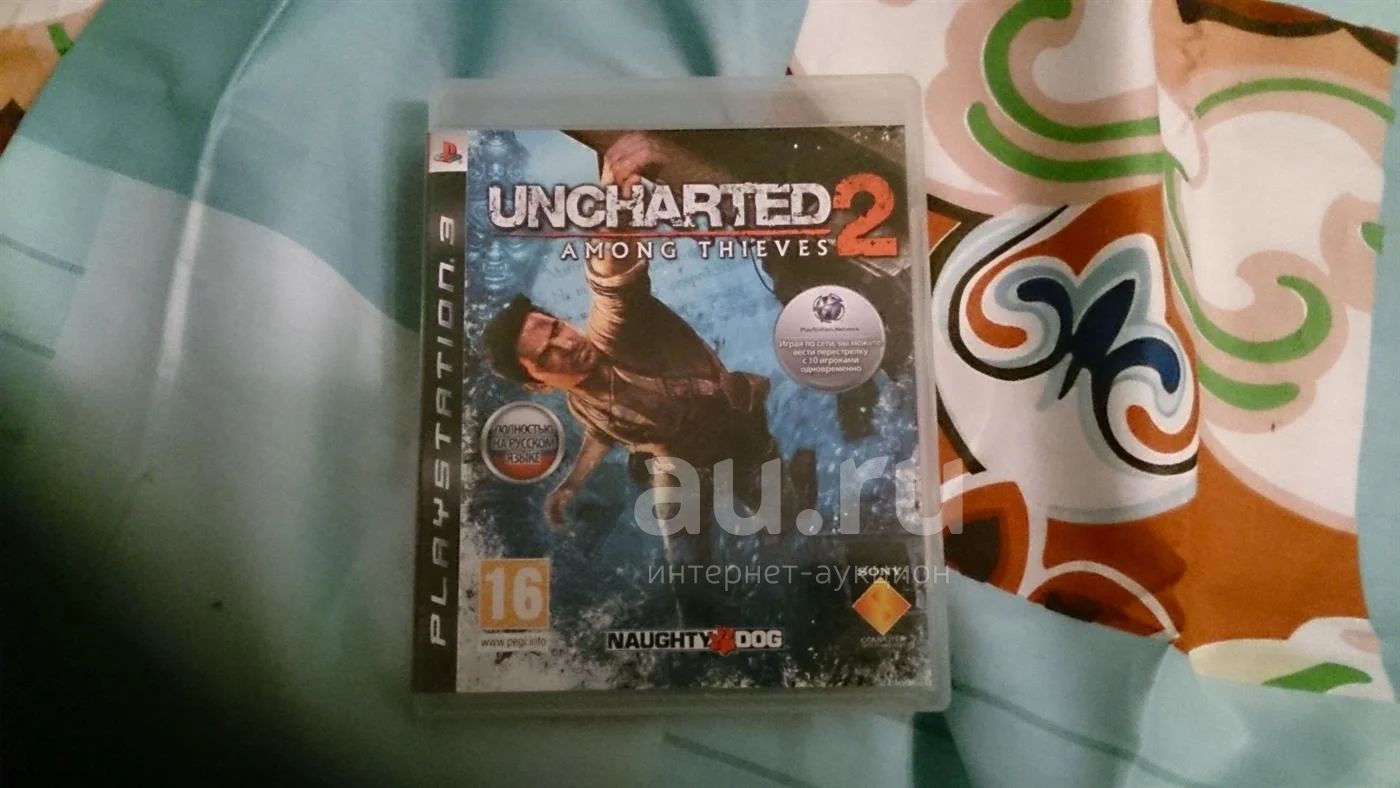 PLAYSTATION 3
UNCHARTED 2
AMONG THIEVES
PlayStation Network
Играя по сети, вы можете
вести перестрелку
с 10 игроками
одновременно
ПОЛНОСТЬЮ
НА РУССКОМ
ЯЗЫКЕ
au.ru
интернет-аукцион
16
www.pegi.info
NAUGHTY DOG
SONY
COMPUTER